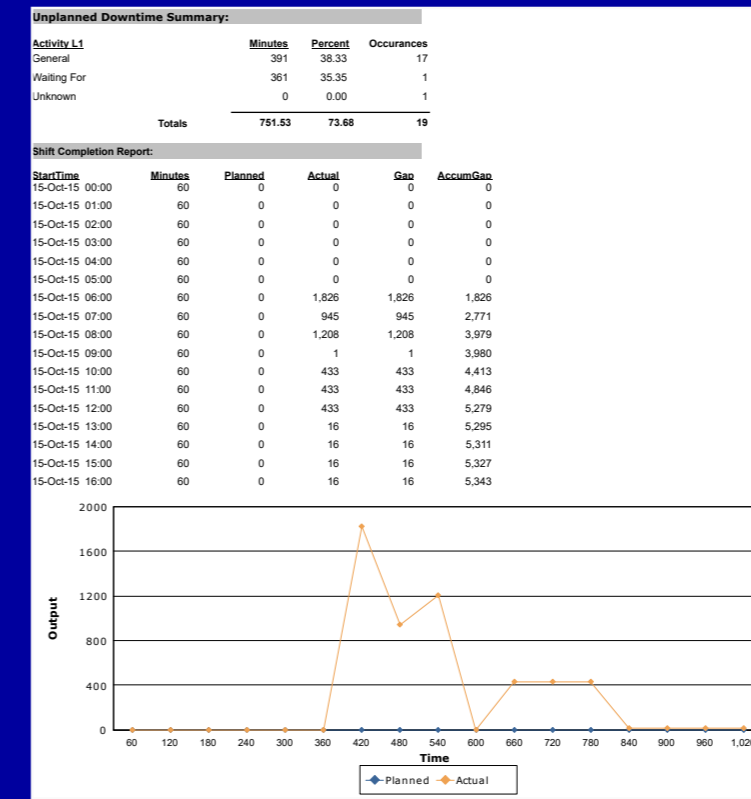 Unplanned Downtime Summary:
Activity L1 Minutes Percent Occurances
General 391 38.33 17
Waiting For 361 35.35 1
Unknown 0 0.00 1
Totals 751.53 73.68 19
Shift Completion Report:
StartTime Minutes Planned Actual Gap AccumGap
15-Oct-15 00:00 60 0 0 0 0
15-Oct-15 01:00 60 0 0 0 0
15-Oct-15 02:00 60 0 0 0 0
15-Oct-15 03:00 60 0 0 0 0
15-Oct-15 04:00 60 0 0 0 0
15-Oct-15 05:00 60 0 0 0 0
15-Oct-15 06:00 60 0 1,826 1,826 1,826
15-Oct-15 07:00 60 0 945 945 2,771
15-Oct-15 08:00 60 0 1,208 1,208 3,979
15-Oct-15 09:00 60 0 1 1 3,980
15-Oct-15 10:00 60 0 433 433 4,413
15-Oct-15 11:00 60 0 433 433 4,846
15-Oct-15 12:00 60 0 433 433 5,279
15-Oct-15 13:00 60 0 16 16 5,295
15-Oct-15 14:00 60 0 16 16 5,311
15-Oct-15 15:00 60 0 16 16 5,327
15-Oct-15 16:00 60 0 16 16 5,343
2000
1600
1200
800
400
0
Output
60 120 180 240 300 360 420 480 540 600 660 720 780 840 900 960 1,020
Time
Planned Actual